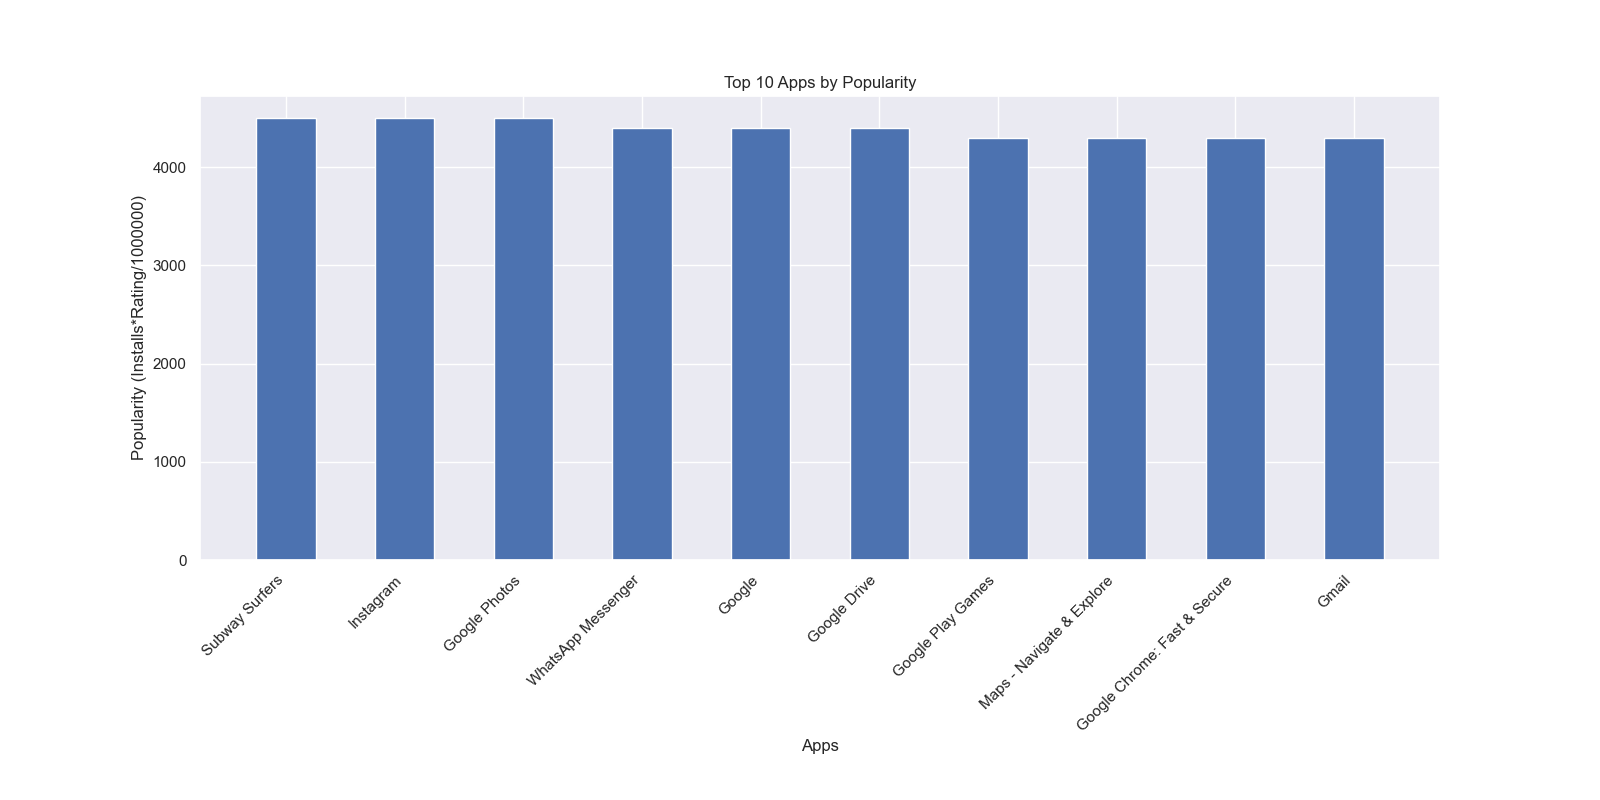 Top 10 Apps by Popularity
Popularity (Installs*Rating/1000000)
4000
3000
2000
1000
0
Subway Surfers
Instagram
Google Photos
WhatsApp Messenger
Google
Google Drive
Google Play Games
Maps - Navigate & Explore
Google Chrome: Fast & Secure
Gmail
Apps